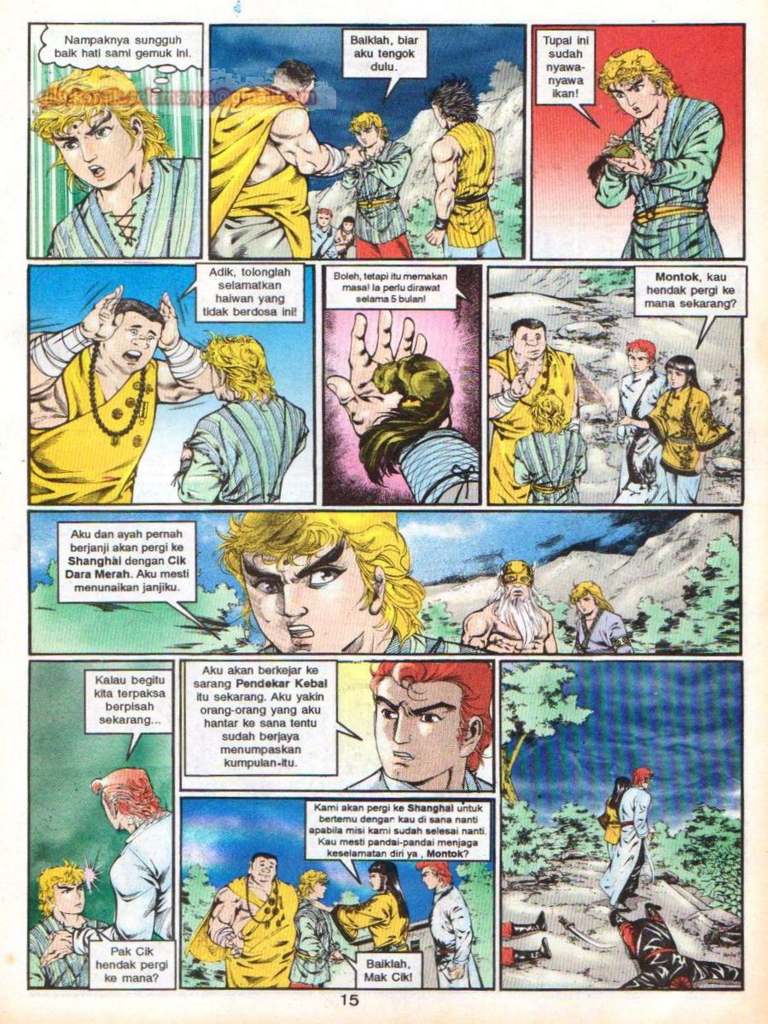 Nampaknya sungguh
baik hati sami gemuk ini.
Baiklah, biar
aku tengok
dulu.
Tupai ini
sudah
nyawa-
nyawa
ikan!
Adik, tolonglah
selamatkan
haiwan yang
tidak berdosa ini!
Boleh, tetapi itu memakan
masa! Ia perlu dirawat
selama 5 bulan!
Montok, kau
hendak pergi ke
mana sekarang?
Aku dan ayah pernah
berjanji akan pergi ke
Shanghai dengan Cik
Dara Merah. Aku mesti
menunaikan janjiku.
Kalau begitu
kita terpaksa
berpisah
sekarang...
Pak Cik
hendak pergi
ke mana?
Aku akan berkejar ke
sarang Pendekar Kebal
itu sekarang. Aku yakin
orang-orang yang aku
hantar ke sana tentu
sudah berjaya
menumpaskan
kumpulan-itu.
Kami akan pergi ke Shanghai untuk
bertemu dengan kau di sana nanti
apabila misi kami sudah selesai nanti.
Kau mesti pandai-pandai menjaga
keselamatan diri ya , Montok?
Baiklah,
Mak Cik!
15